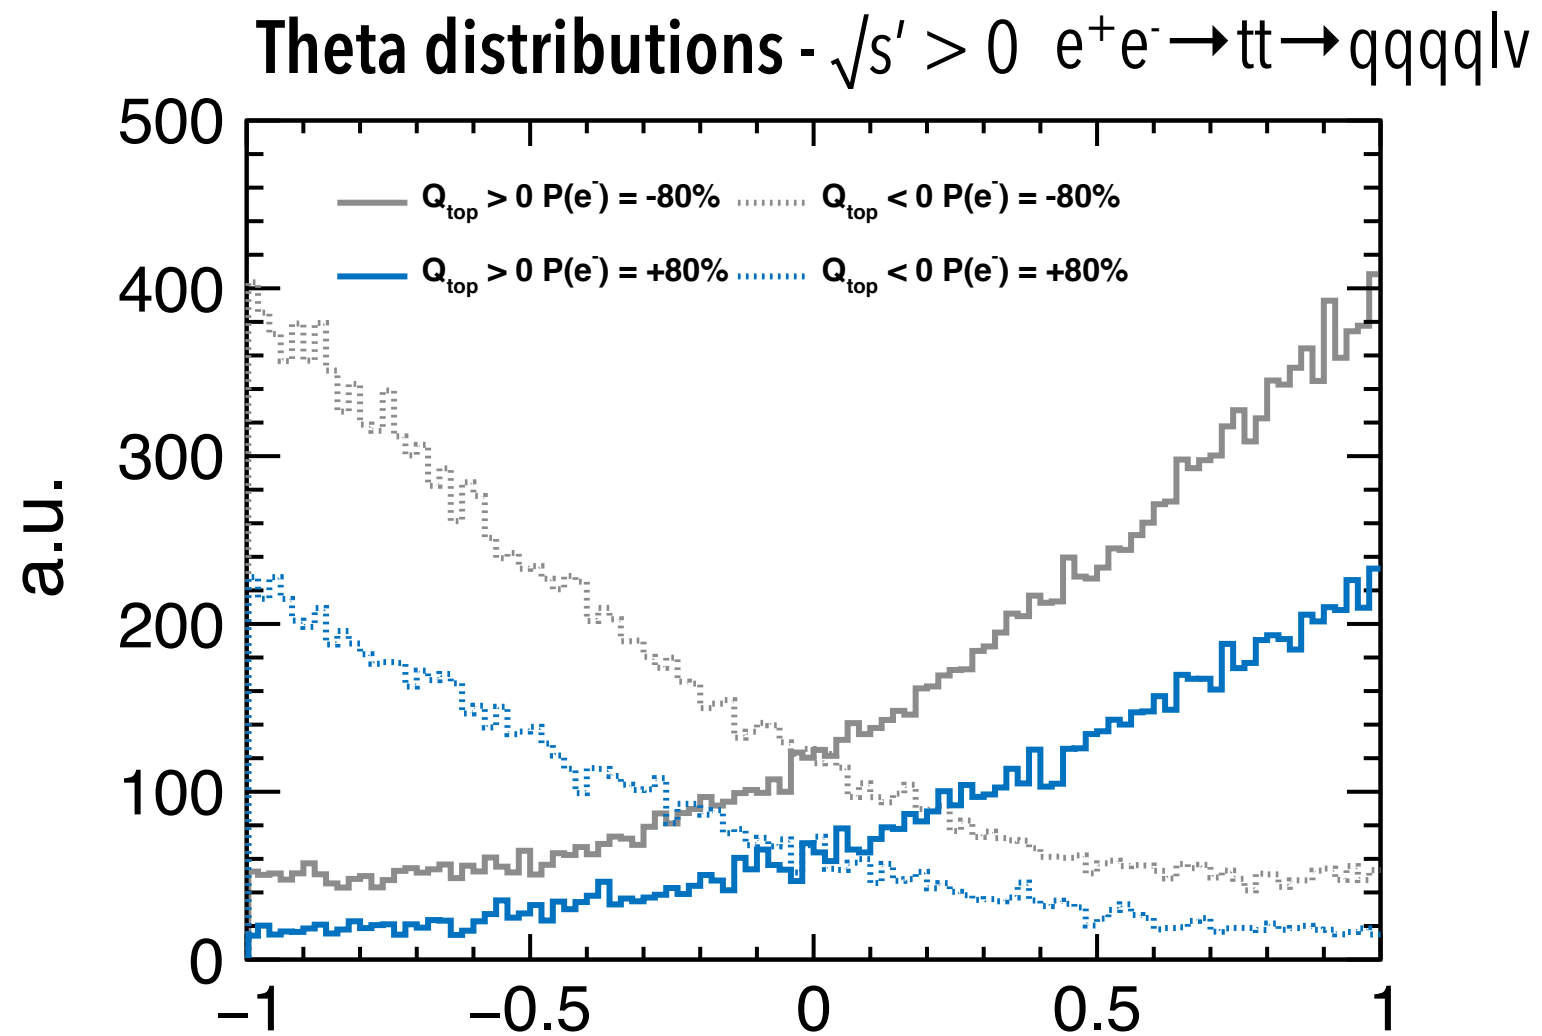 Theta distributions - √s′ > 0 e⁺e⁻→tt→qqqqlv
500
Q_top > 0 P(e⁻) = -80% Q_top < 0 P(e⁻) = -80%
Q_top > 0 P(e⁻) = +80% Q_top < 0 P(e⁻) = +80%
400
300
a.u.
200
100
0
−1 −0.5 0 0.5 1